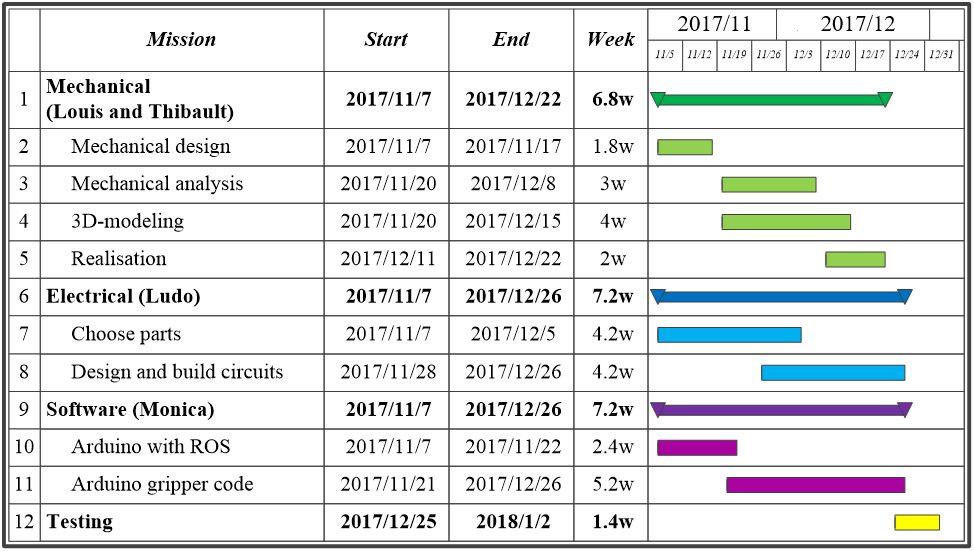 Mission Start End Week 2017/11 2017/12
11/5 11/12 11/19 11/26 12/3 12/10 12/17 12/24 12/31
1 Mechanical
(Louis and Thibault) 2017/11/7 2017/12/22 6.8w
2 Mechanical design 2017/11/7 2017/11/17 1.8w
3 Mechanical analysis 2017/11/20 2017/12/8 3w
4 3D-modeling 2017/11/20 2017/12/15 4w
5 Realisation 2017/12/11 2017/12/22 2w
6 Electrical (Ludo) 2017/11/7 2017/12/26 7.2w
7 Choose parts 2017/11/7 2017/12/5 4.2w
8 Design and build circuits 2017/11/28 2017/12/26 4.2w
9 Software (Monica) 2017/11/7 2017/12/26 7.2w
10 Arduino with ROS 2017/11/7 2017/11/22 2.4w
11 Arduino gripper code 2017/11/21 2017/12/26 5.2w
12 Testing 2017/12/25 2018/1/2 1.4w